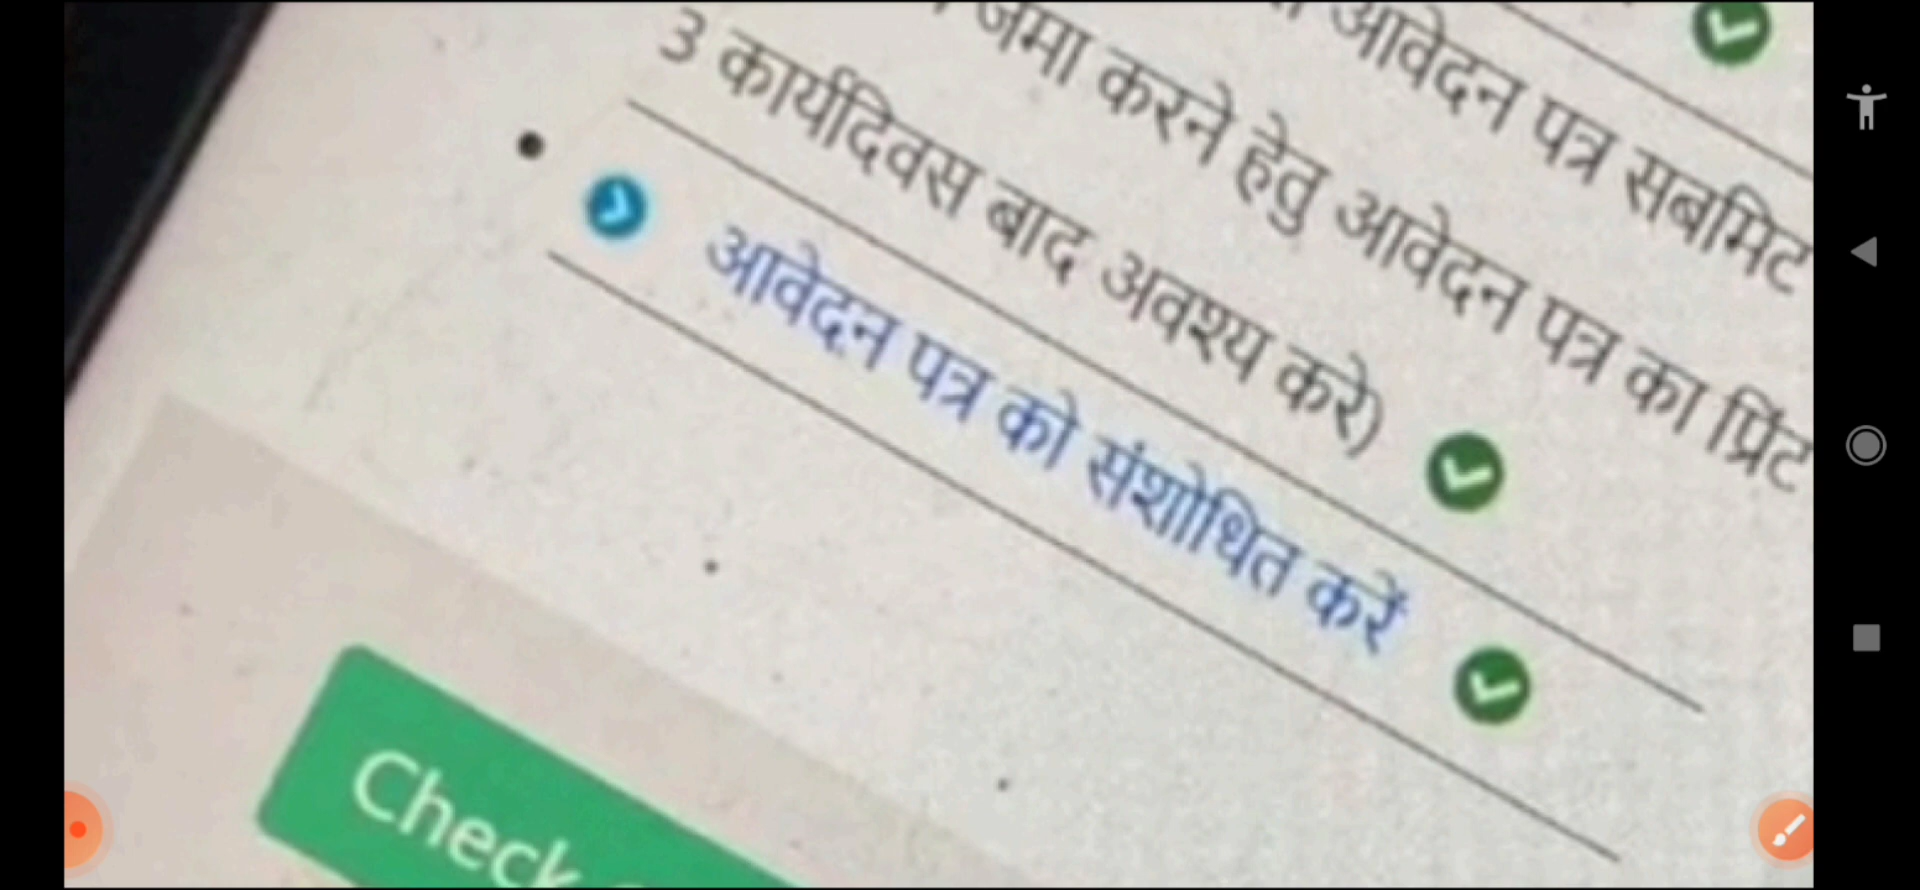 आवेदन पत्र सबमिट
जमा करने हेतु आवेदन पत्र का प्रिंट
3 कार्यदिवस बाद अवश्य करे)
आवेदन पत्र को संशोधित करें
Check